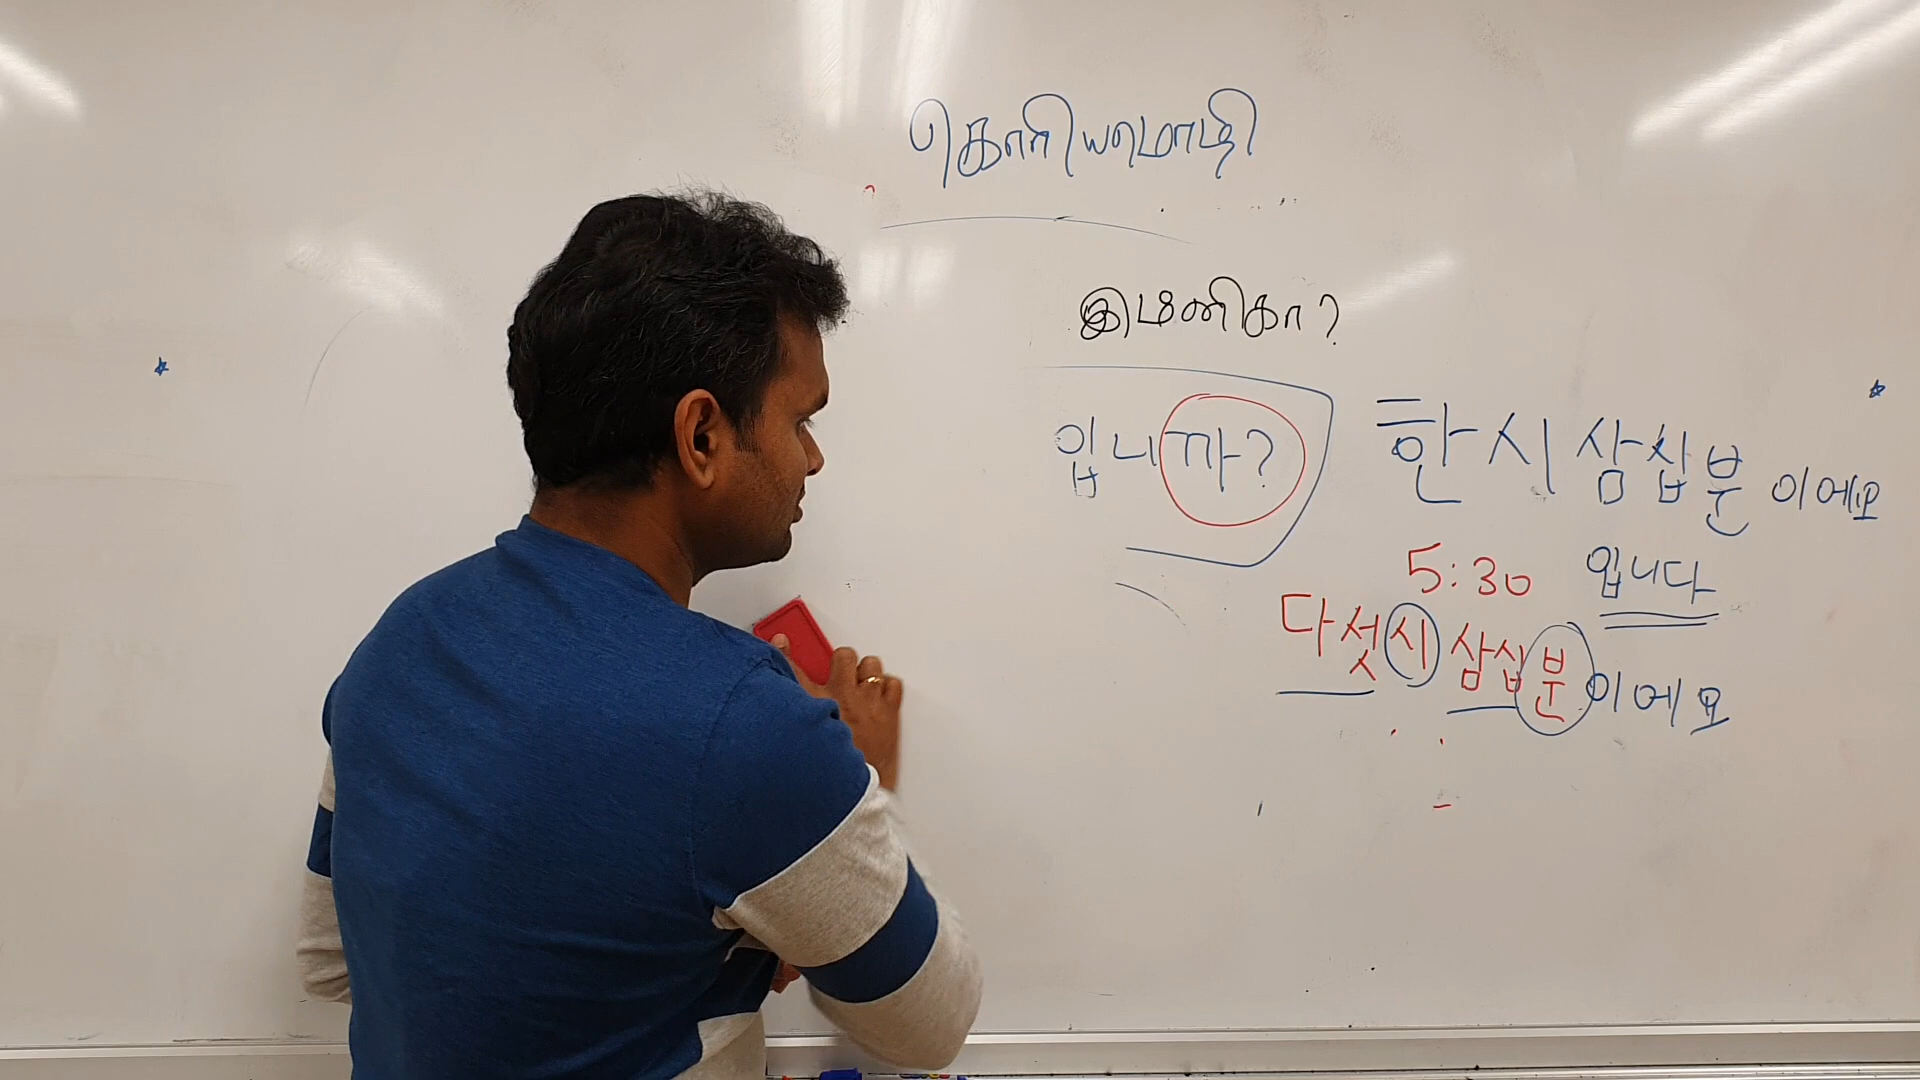 கொரியமொழி
இம்னிகா?
입니까? 한시 삼십분 이에요
5:30 입니다
다섯시 삼십분이에요